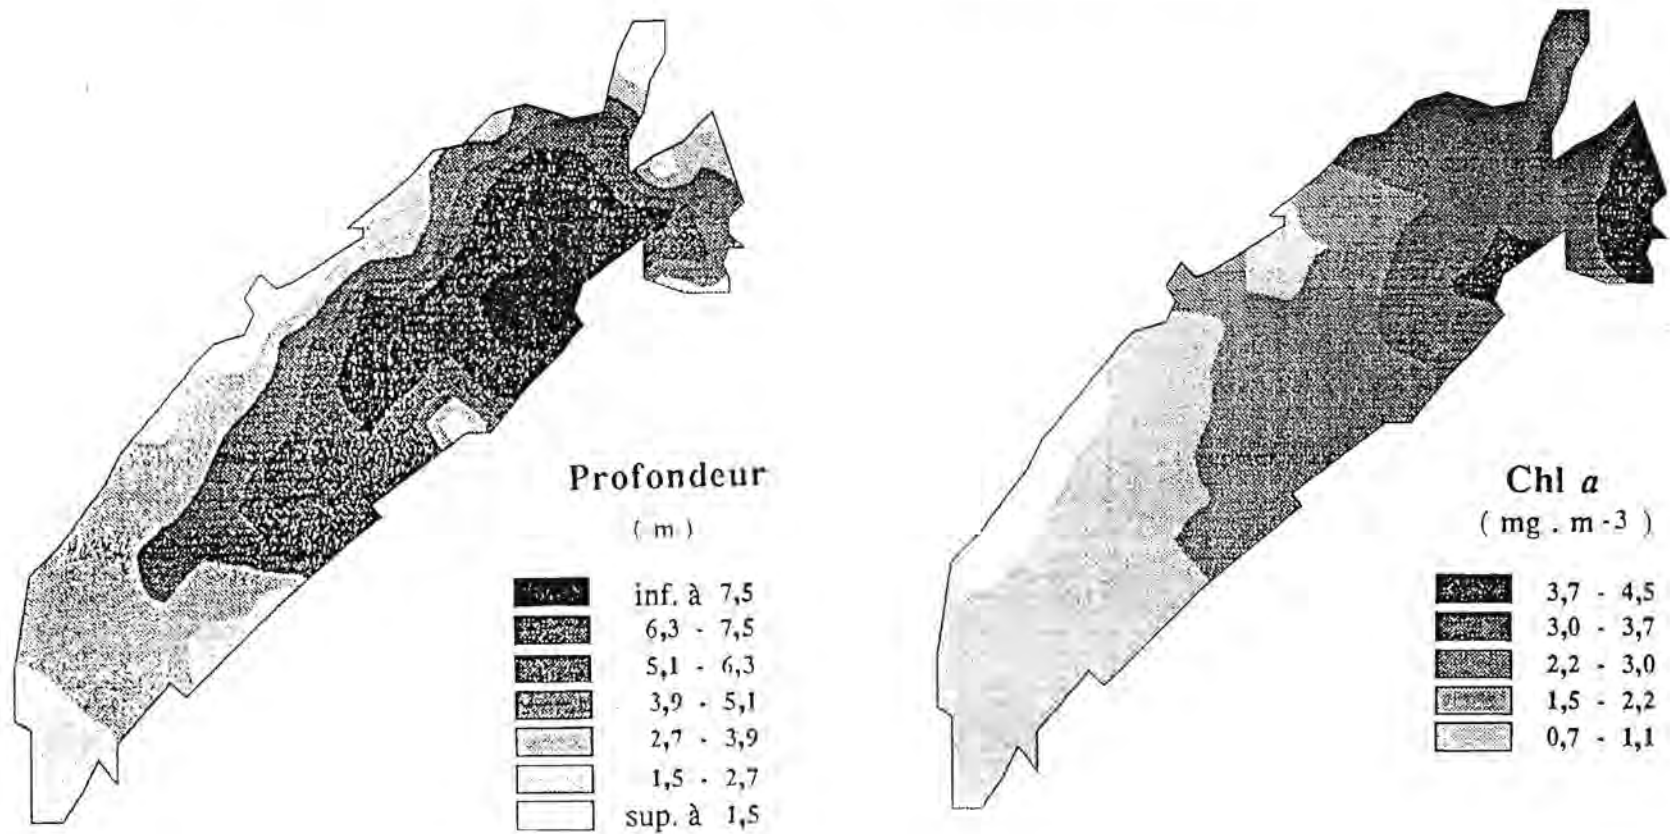 Profondeur
( m )
inf. à 7,5
6,3 - 7,5
5,1 - 6,3
3,9 - 5,1
2,7 - 3,9
1,5 - 2,7
sup. à 1,5
Chl a
( mg . m -3 )
3,7 - 4,5
3,0 - 3,7
2,2 - 3,0
1,5 - 2,2
0,7 - 1,1